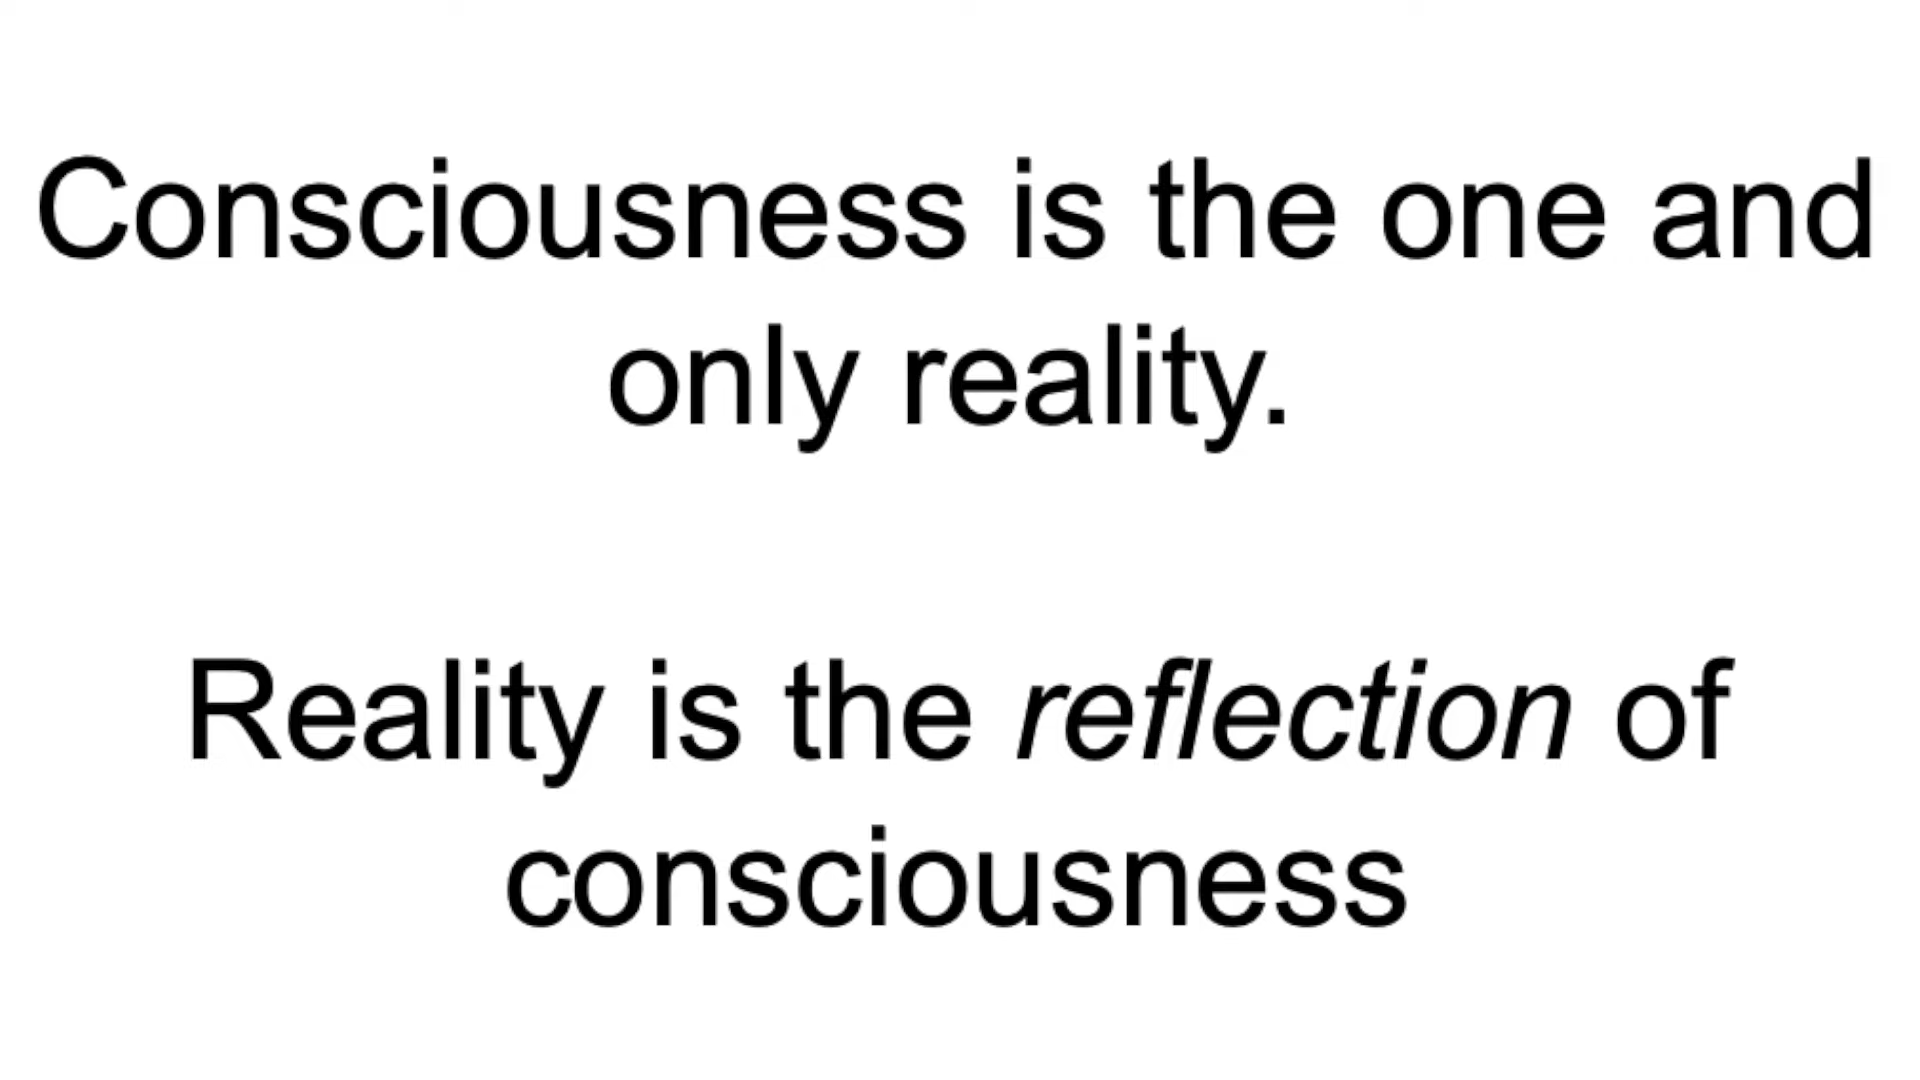 Consciousness is the one and
only reality.
Reality is the reflection of
consciousness